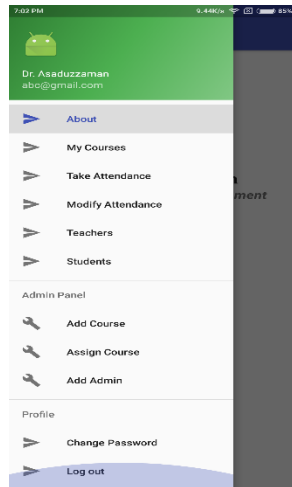 7:02 PM 9.44K/s 85%
Dr. Asaduzzaman
abc@gmail.com
About
My Courses
Take Attendance
Modify Attendance
Teachers
Students
Admin Panel
Add Course
Assign Course
Add Admin
Profile
Change Password
Log out
ment